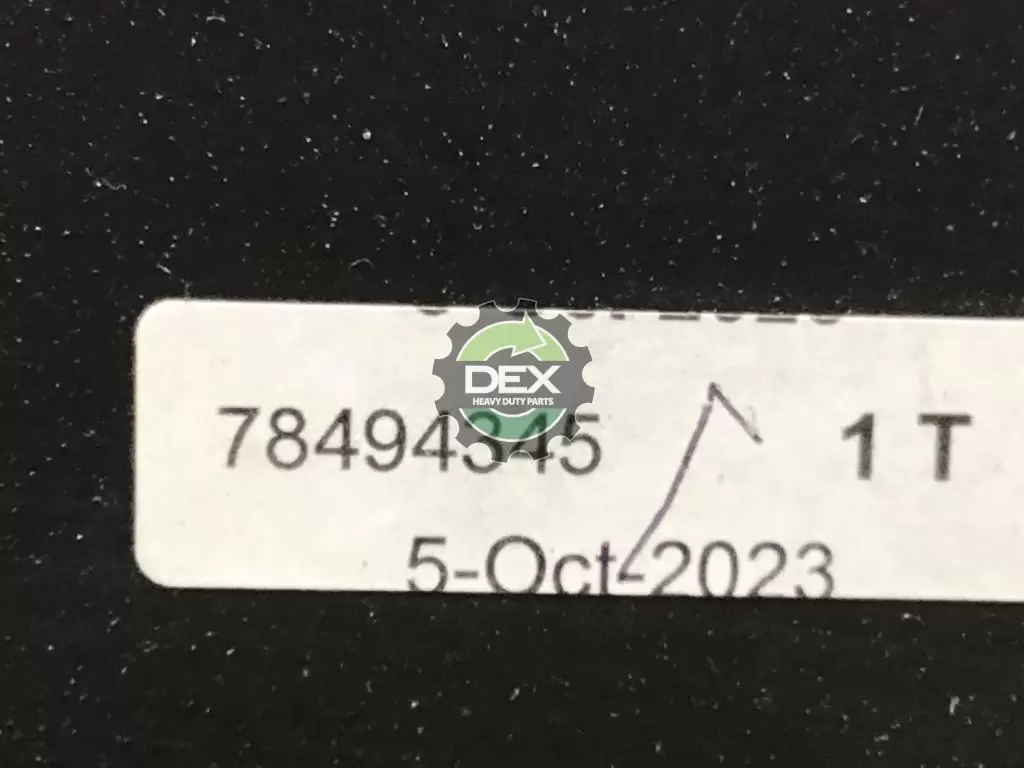 DEX
HEAVY DUTY PARTS
78494345 1 T
5-Oct-2023